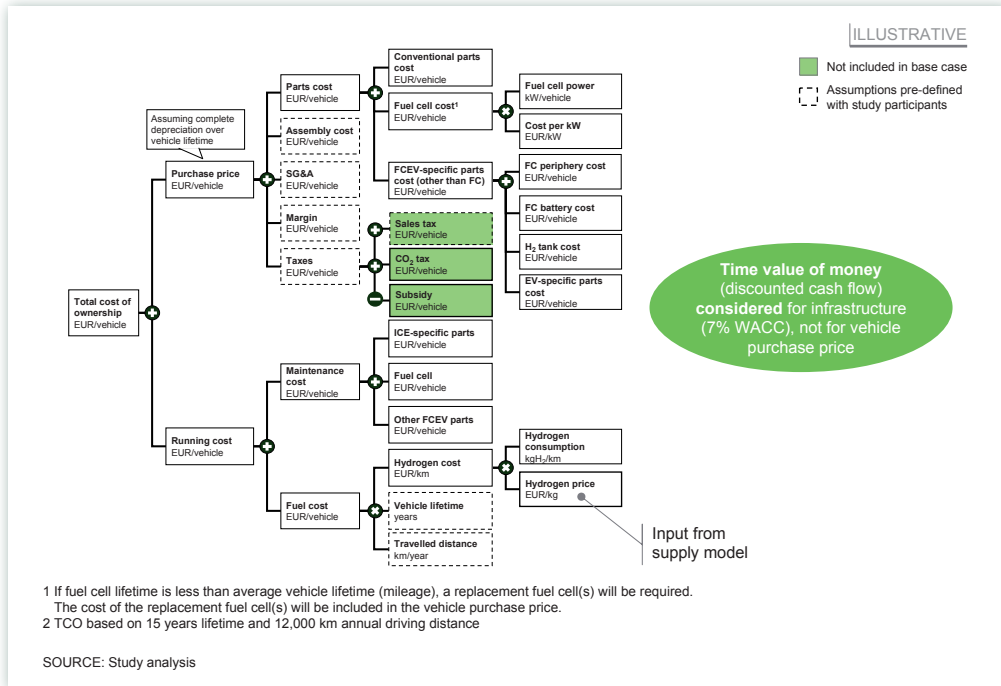 ILLUSTRATIVE
Not included in base case
Assumptions pre-defined
with study participants
Assuming complete
depreciation over
vehicle lifetime
Total cost of
ownership
EUR/vehicle
Purchase price
EUR/vehicle
Parts cost
EUR/vehicle
Assembly cost
EUR/vehicle
SG&A
EUR/vehicle
Margin
EUR/vehicle
Taxes
EUR/vehicle
Conventional parts
cost
EUR/vehicle
Fuel cell cost¹
EUR/vehicle
FCEV-specific parts
cost (other than FC)
EUR/vehicle
Fuel cell power
kW/vehicle
Cost per kW
EUR/kW
FC periphery cost
EUR/vehicle
FC battery cost
EUR/vehicle
H₂ tank cost
EUR/vehicle
EV-specific parts
cost
EUR/vehicle
Sales tax
EUR/vehicle
CO₂ tax
EUR/vehicle
Subsidy
EUR/vehicle
Time value of money
(discounted cash flow)
considered for infrastructure
(7% WACC), not for vehicle
purchase price
Running cost
EUR/vehicle
Maintenance
cost
EUR/vehicle
ICE-specific parts
EUR/vehicle
Fuel cell
EUR/vehicle
Other FCEV parts
EUR/vehicle
Fuel cost
EUR/vehicle
Hydrogen cost
EUR/km
Vehicle lifetime
years
Travelled distance
km/year
Hydrogen
consumption
kgH₂/km
Hydrogen price
EUR/kg
Input from
supply model
1 If fuel cell lifetime is less than average vehicle lifetime (mileage), a replacement fuel cell(s) will be required.
The cost of the replacement fuel cell(s) will be included in the vehicle purchase price.
2 TCO based on 15 years lifetime and 12,000 km annual driving distance
SOURCE: Study analysis